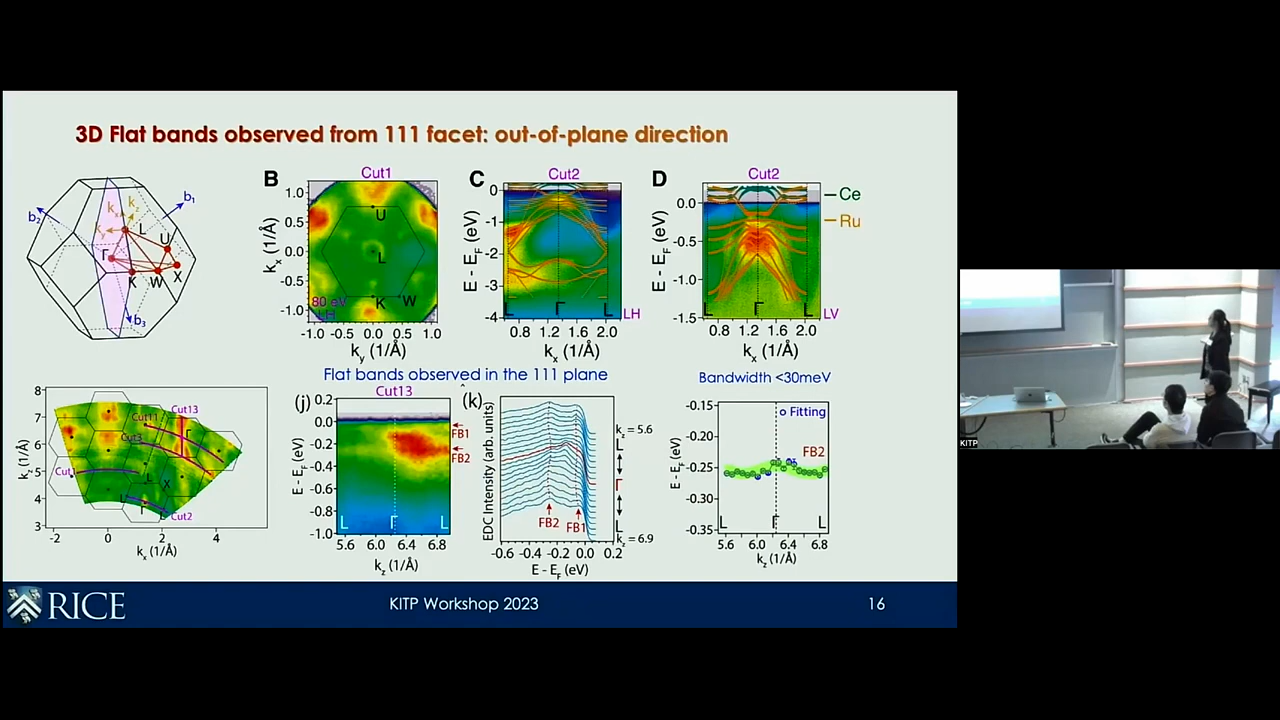 3D Flat bands observed from 111 facet: out-of-plane direction
b₁
b₂
b₃
L
U
Γ
K
W
X
B
Cut1
1.0
0.5
0.0
-0.5
-1.0
kₓ (1/Å)
U
L
K
W
80 eV
LH
-1.0 -0.5 0.0 0.5 1.0
k_y (1/Å)
C
Cut2
0
-1
-2
-3
-4
E - E_F (eV)
L Γ L
LH
0.8 1.2 1.6 2.0
kₓ (1/Å)
D
Cut2
Ce
Ru
0.0
-0.5
-1.0
-1.5
E - E_F (eV)
L Γ L
LV
0.8 1.2 1.6 2.0
kₓ (1/Å)
Flat bands observed in the 111 plane
Bandwidth <30meV
8
7
6
5
4
3
Cut11
Cut13
Cut3
Γ
L
X
Cut2
-2 0 2 4
kₓ (1/Å)
(j)
Cut13
0.2
0.0
-0.2
-0.4
-0.6
-0.8
-1.0
E - E_F (eV)
FB1
FB2
L Γ L
5.6 6.0 6.4 6.8
k_z (1/Å)
(k)
EDC Intensity (arb. units)
k_z = 5.6
L
Γ
L
k_z = 6.9
FB2 FB1
-0.6 -0.4 -0.2 0.0 0.2
E - E_F (eV)
-0.15
-0.20
-0.25
-0.30
-0.35
E - E_F (eV)
Fitting
FB2
L Γ L
5.6 6.0 6.4 6.8
k_z (1/Å)
RICE
KITP Workshop 2023
16
KITP